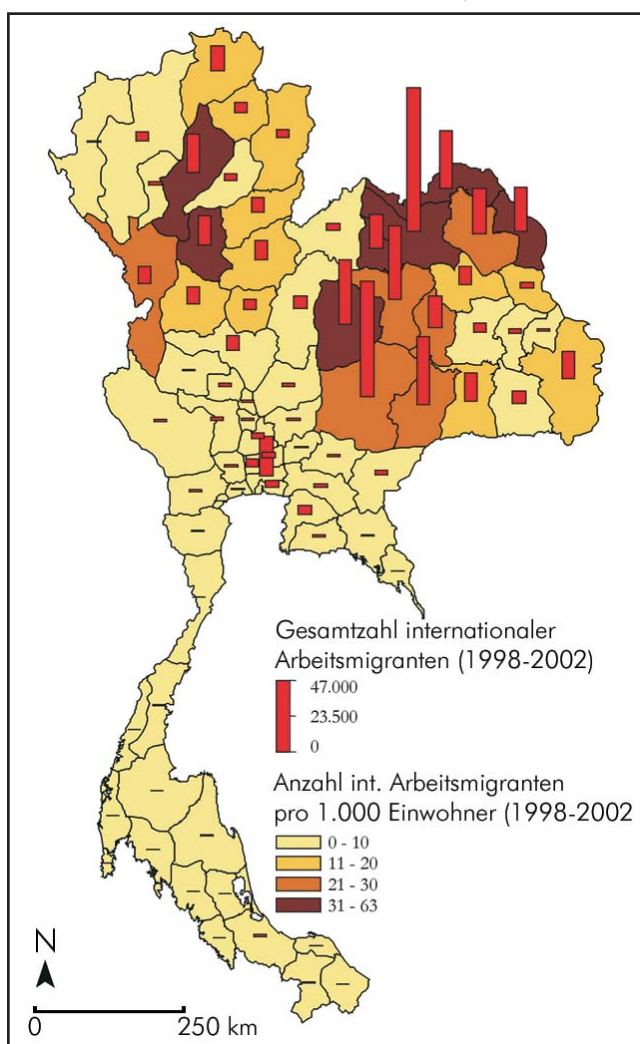 Gesamtzahl internationaler
Arbeitsmigranten (1998-2002)
47.000
23.500
0
Anzahl int. Arbeitsmigranten
pro 1.000 Einwohner (1998-2002
0 - 10
11 - 20
21 - 30
31 - 63
N
0 250 km